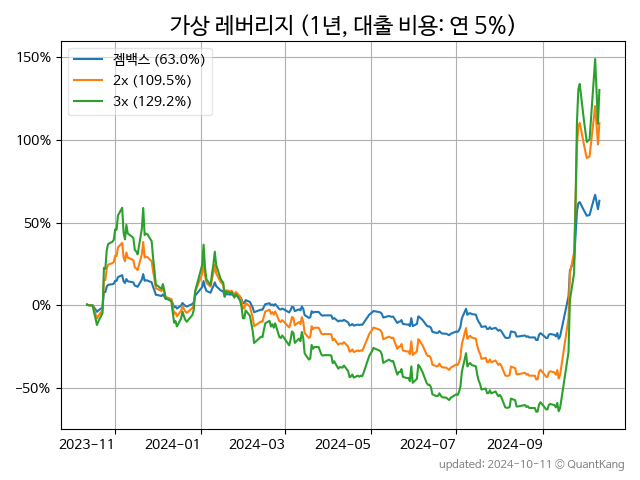 가상 레버리지 (1년, 대출 비용: 연 5%)
젬백스 (63.0%)
2x (109.5%)
3x (129.2%)
150%
100%
50%
0%
−50%
2023-11 2024-01 2024-03 2024-05 2024-07 2024-09
updated: 2024-10-11 © QuantKang